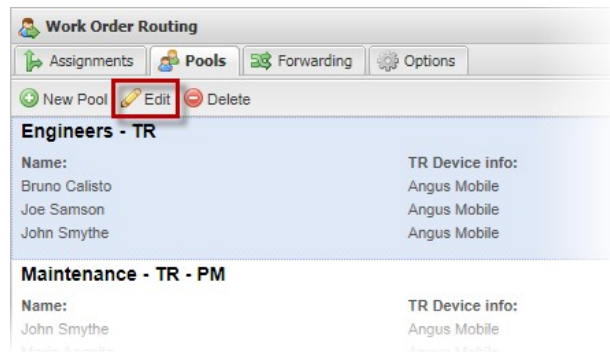 Work Order Routing
Assignments Pools Forwarding Options
New Pool Edit Delete
Engineers - TR
Name: TR Device info:
Bruno Calisto Angus Mobile
Joe Samson Angus Mobile
John Smythe Angus Mobile
Maintenance - TR - PM
Name: TR Device info:
John Smythe Angus Mobile